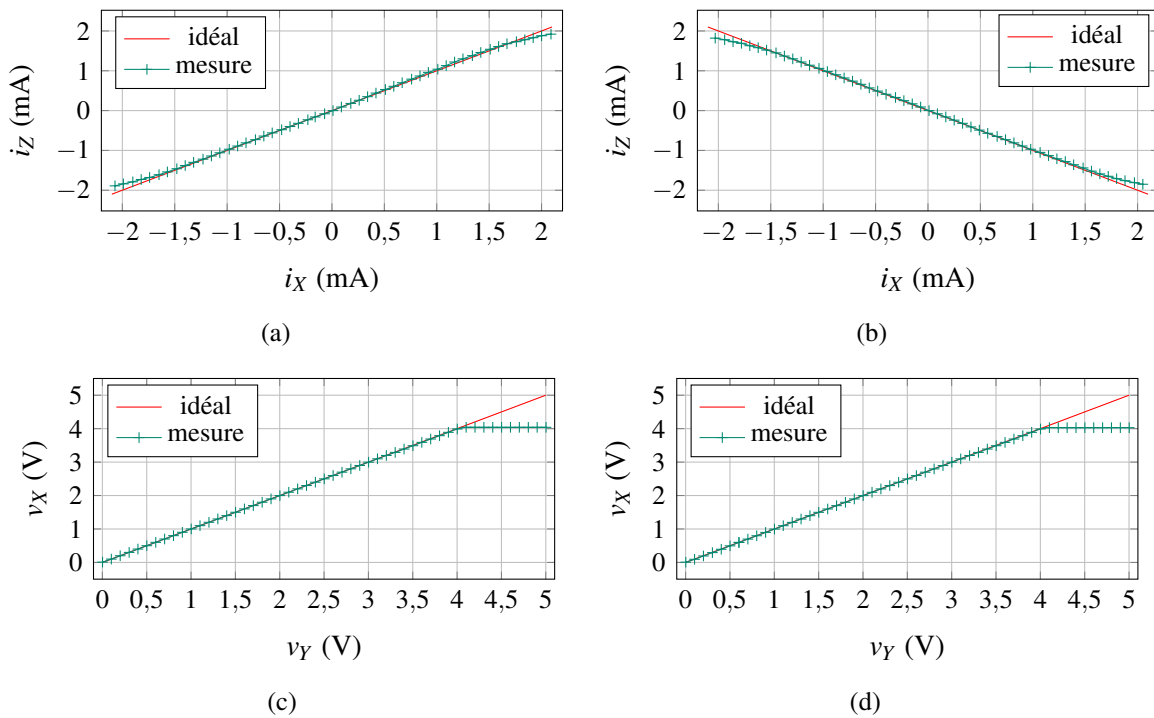 idéal
mesure
2
1
0
−1
−2
i_Z (mA)
−2 −1,5 −1 −0,5 0 0,5 1 1,5 2
i_X (mA)
(a)
idéal
mesure
2
1
0
−1
−2
i_Z (mA)
−2 −1,5 −1 −0,5 0 0,5 1 1,5 2
i_X (mA)
(b)
idéal
mesure
5
4
3
2
1
0
v_X (V)
0 0,5 1 1,5 2 2,5 3 3,5 4 4,5 5
v_Y (V)
(c)
idéal
mesure
5
4
3
2
1
0
v_X (V)
0 0,5 1 1,5 2 2,5 3 3,5 4 4,5 5
v_Y (V)
(d)